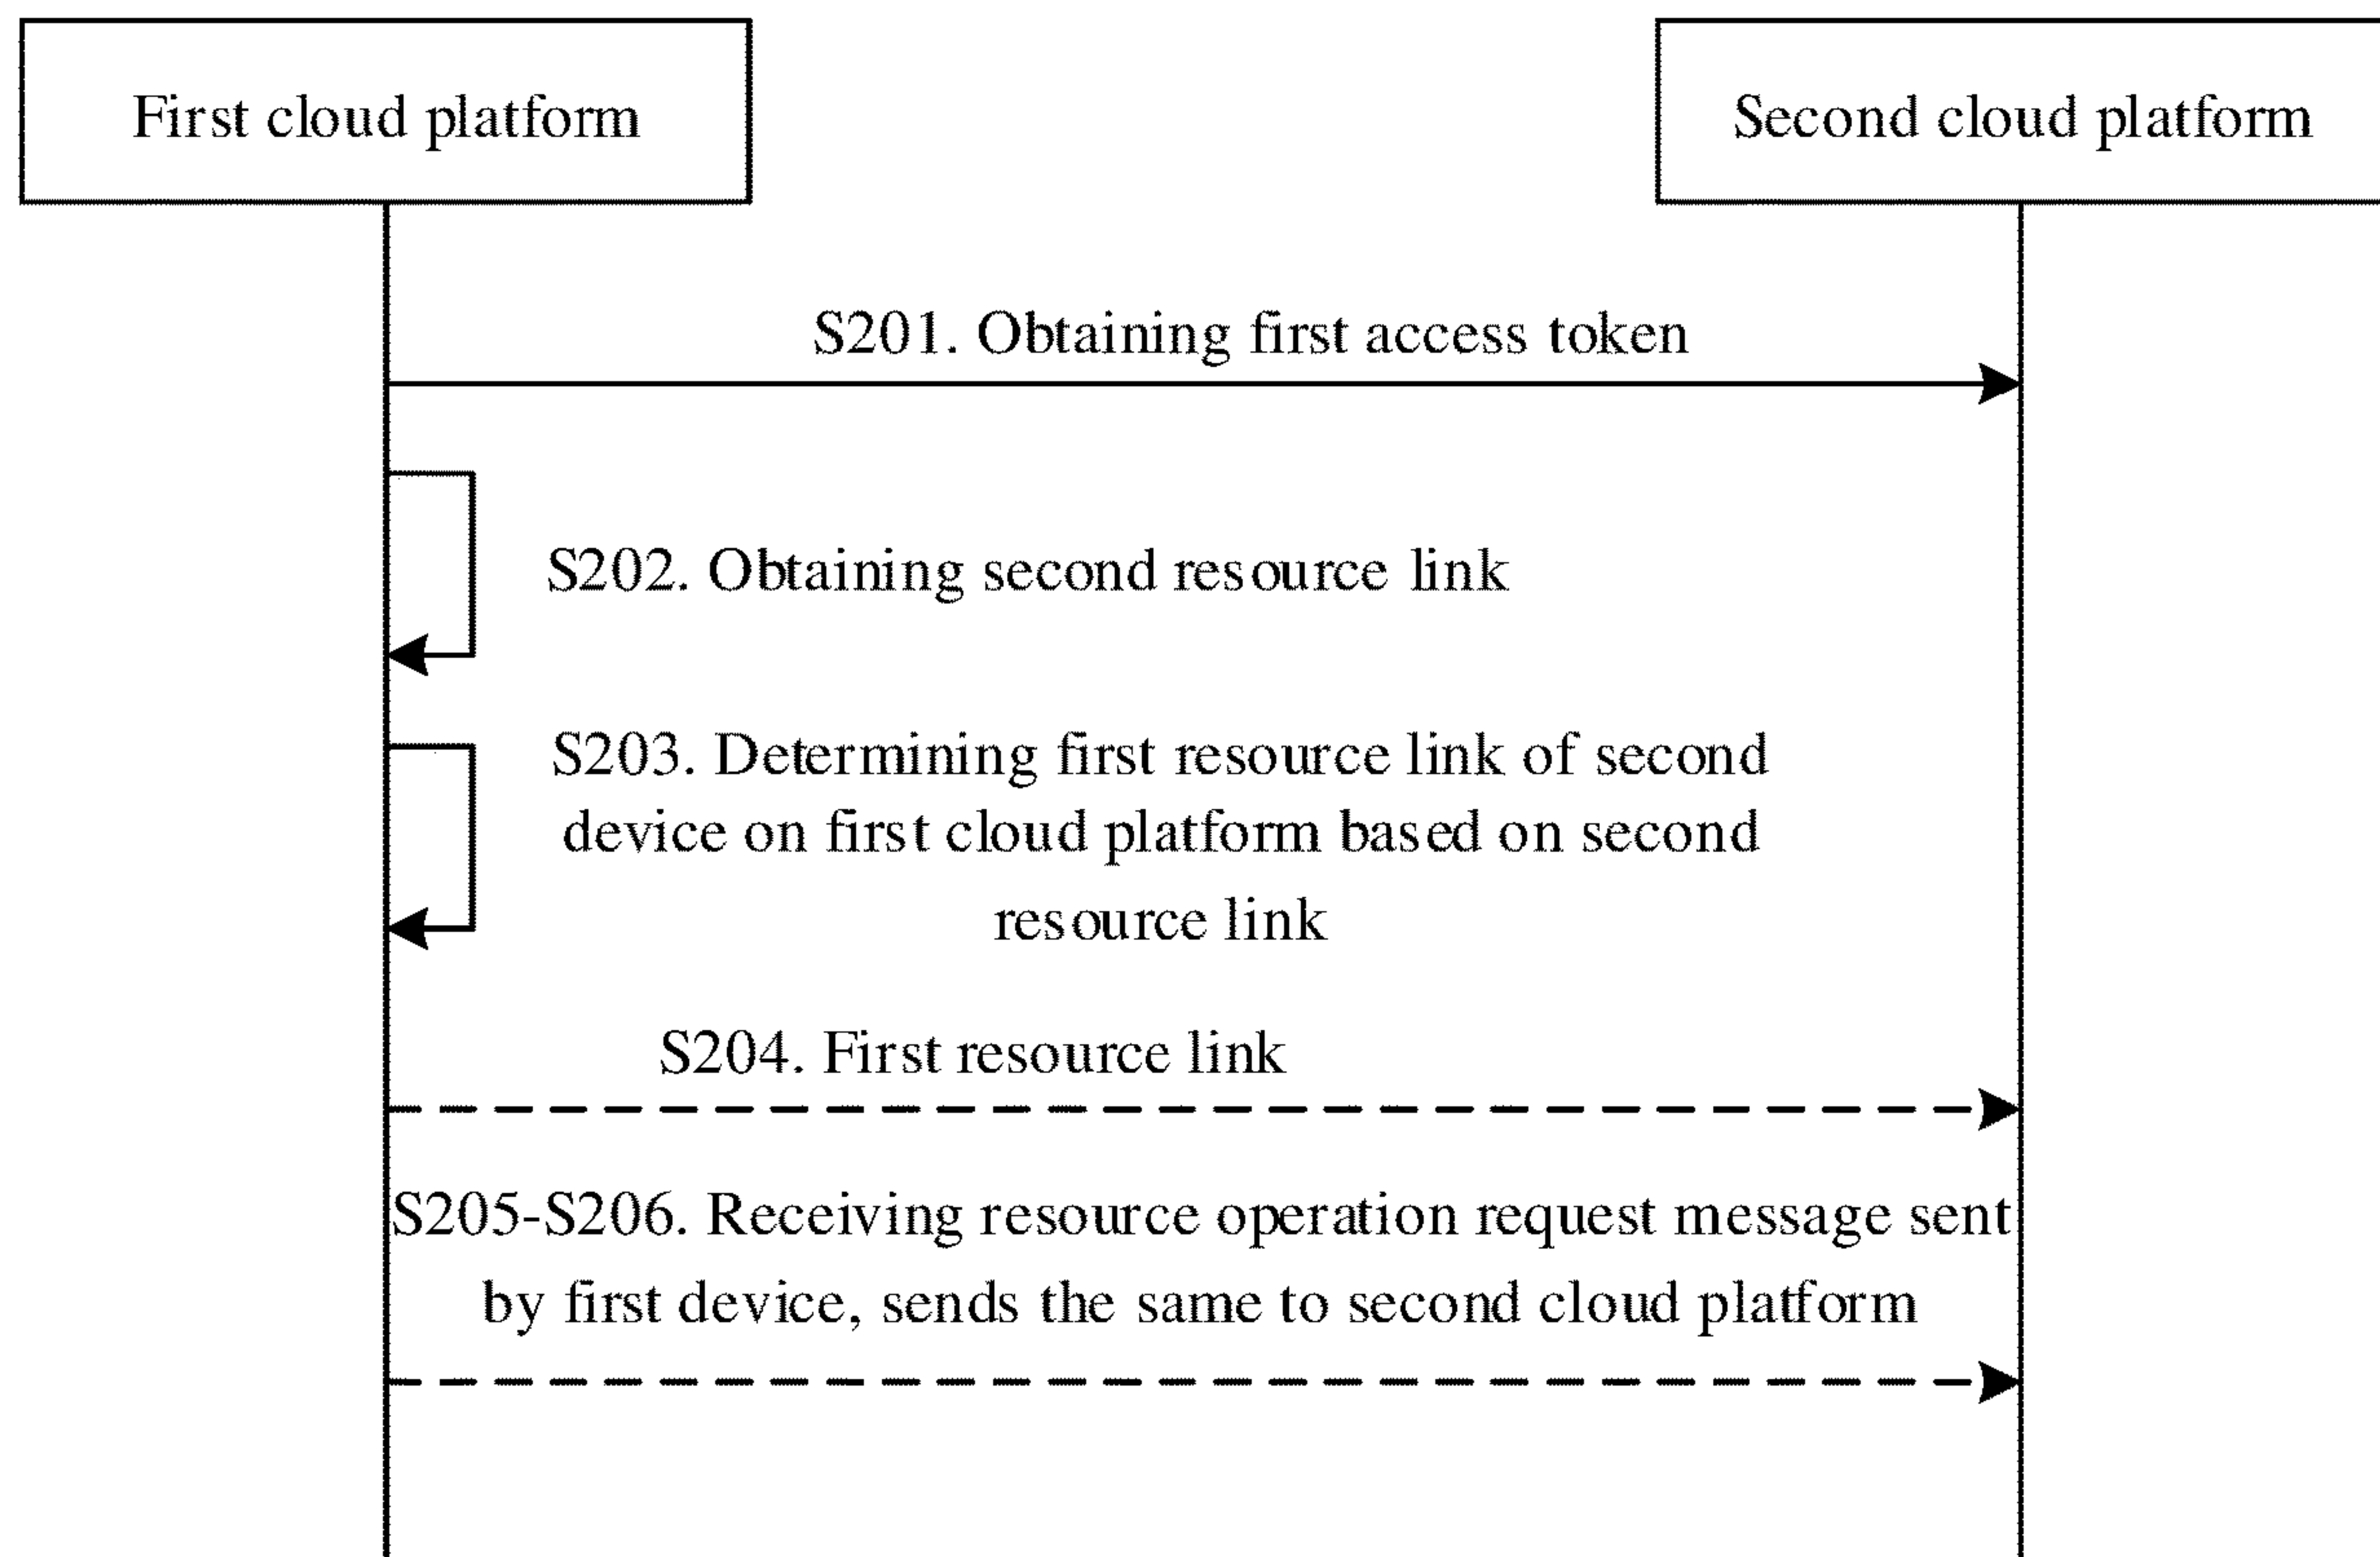 First cloud platform
Second cloud platform
S201. Obtaining first access token
S202. Obtaining second resource link
S203. Determining first resource link of second
device on first cloud platform based on second
resource link
S204. First resource link
S205-S206. Receiving resource operation request message sent
by first device, sends the same to second cloud platform